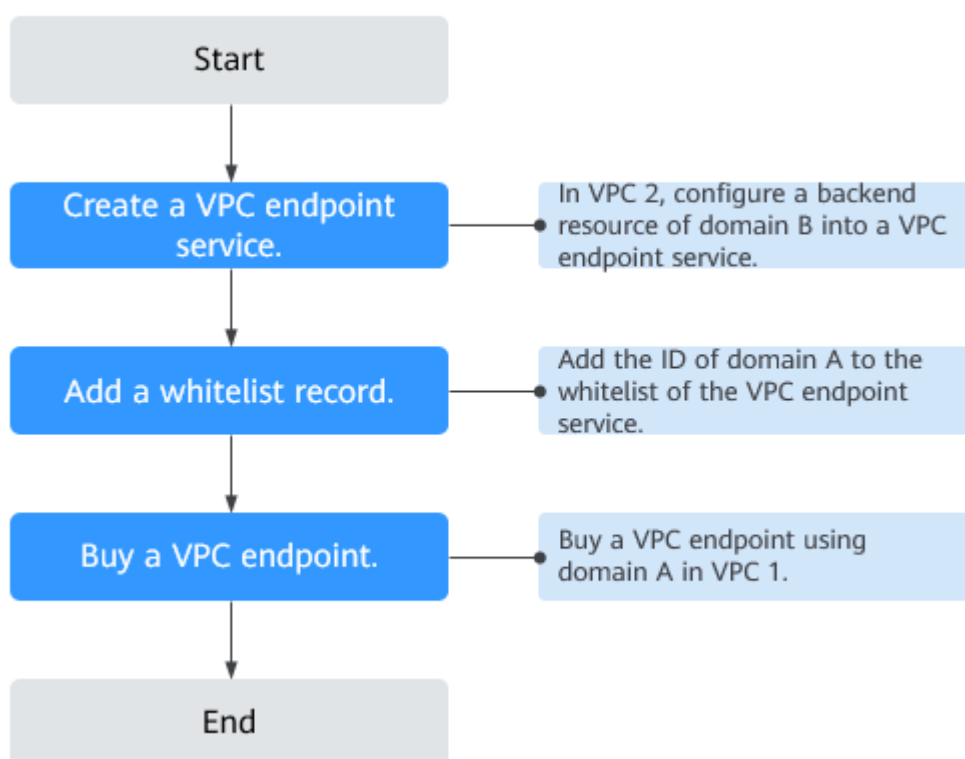 Start
Create a VPC endpoint
service.
In VPC 2, configure a backend
resource of domain B into a VPC
endpoint service.
Add a whitelist record.
Add the ID of domain A to the
whitelist of the VPC endpoint
service.
Buy a VPC endpoint.
Buy a VPC endpoint using
domain A in VPC 1.
End